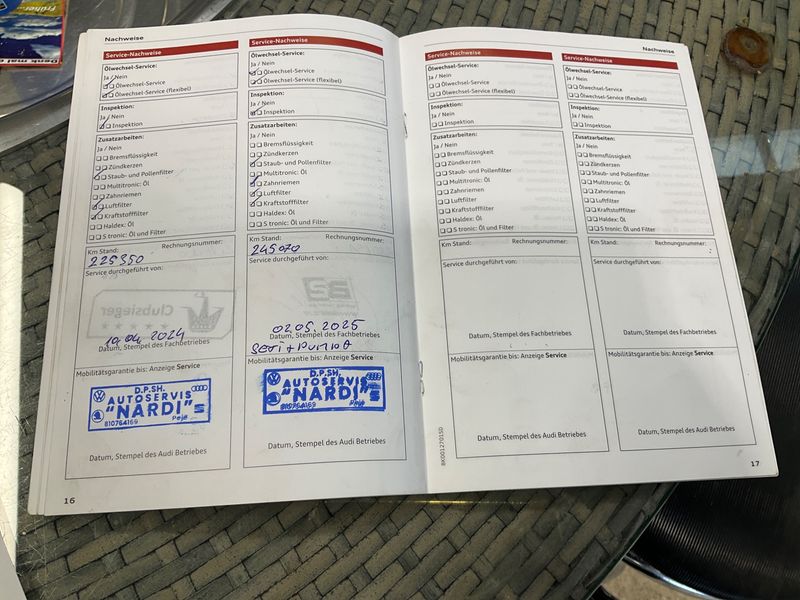 Früher...
Denk mal
Nachweise
Service-Nachweise
Ölwechsel-Service:
Ja / Nein
Ölwechsel-Service
Ölwechsel-Service (flexibel)
Inspektion:
Ja / Nein
Inspektion
Zusatzarbeiten:
Ja / Nein
Bremsflüssigkeit
Zündkerzen
Staub- und Pollenfilter
Multitronic: Öl
Zahnriemen
Luftfilter
Kraftstofffilter
Haldex: Öl
S tronic: Öl und Filter
Km Stand: Rechnungsnummer:
225350
Service durchgeführt von:
Clubsieger
10.04.2024
Datum, Stempel des Fachbetriebes
Mobilitätsgarantie bis: Anzeige Service
D.P.SH.
AUTOSERVIS
"NARDI"
810764169 Peje
Datum, Stempel des Audi Betriebes
16
Service-Nachweise
Ölwechsel-Service:
Ja / Nein
Ölwechsel-Service
Ölwechsel-Service (flexibel)
Inspektion:
Ja / Nein
Inspektion
Zusatzarbeiten:
Ja / Nein
Bremsflüssigkeit
Zündkerzen
Staub- und Pollenfilter
Multitronic: Öl
Zahnriemen
Luftfilter
Kraftstofffilter
Haldex: Öl
S tronic: Öl und Filter
Km Stand: Rechnungsnummer:
245070
Service durchgeführt von:
02.05.2025
Datum, Stempel des Fachbetriebes
Mobilitätsgarantie bis: Anzeige Service
D.P.SH.
AUTOSERVIS
"NARDI"
810764169 Peje
Datum, Stempel des Audi Betriebes
Service-Nachweise
Ölwechsel-Service:
Ja / Nein
Ölwechsel-Service
Ölwechsel-Service (flexibel)
Inspektion:
Ja / Nein
Inspektion
Zusatzarbeiten:
Ja / Nein
Bremsflüssigkeit
Zündkerzen
Staub- und Pollenfilter
Multitronic: Öl
Zahnriemen
Luftfilter
Kraftstofffilter
Haldex: Öl
S tronic: Öl und Filter
Km Stand: Rechnungsnummer:
Service durchgeführt von:
Datum, Stempel des Fachbetriebes
Mobilitätsgarantie bis: Anzeige Service
Datum, Stempel des Audi Betriebes
8K0012701SD
Nachweise
Service-Nachweise
Ölwechsel-Service:
Ja / Nein
Ölwechsel-Service
Ölwechsel-Service (flexibel)
Inspektion:
Ja / Nein
Inspektion
Zusatzarbeiten:
Ja / Nein
Bremsflüssigkeit
Zündkerzen
Staub- und Pollenfilter
Multitronic: Öl
Zahnriemen
Luftfilter
Kraftstofffilter
Haldex: Öl
S tronic: Öl und Filter
Km Stand: Rechnungsnummer:
Service durchgeführt von:
Datum, Stempel des Fachbetriebes
Mobilitätsgarantie bis: Anzeige Service
Datum, Stempel des Audi Betriebes
17